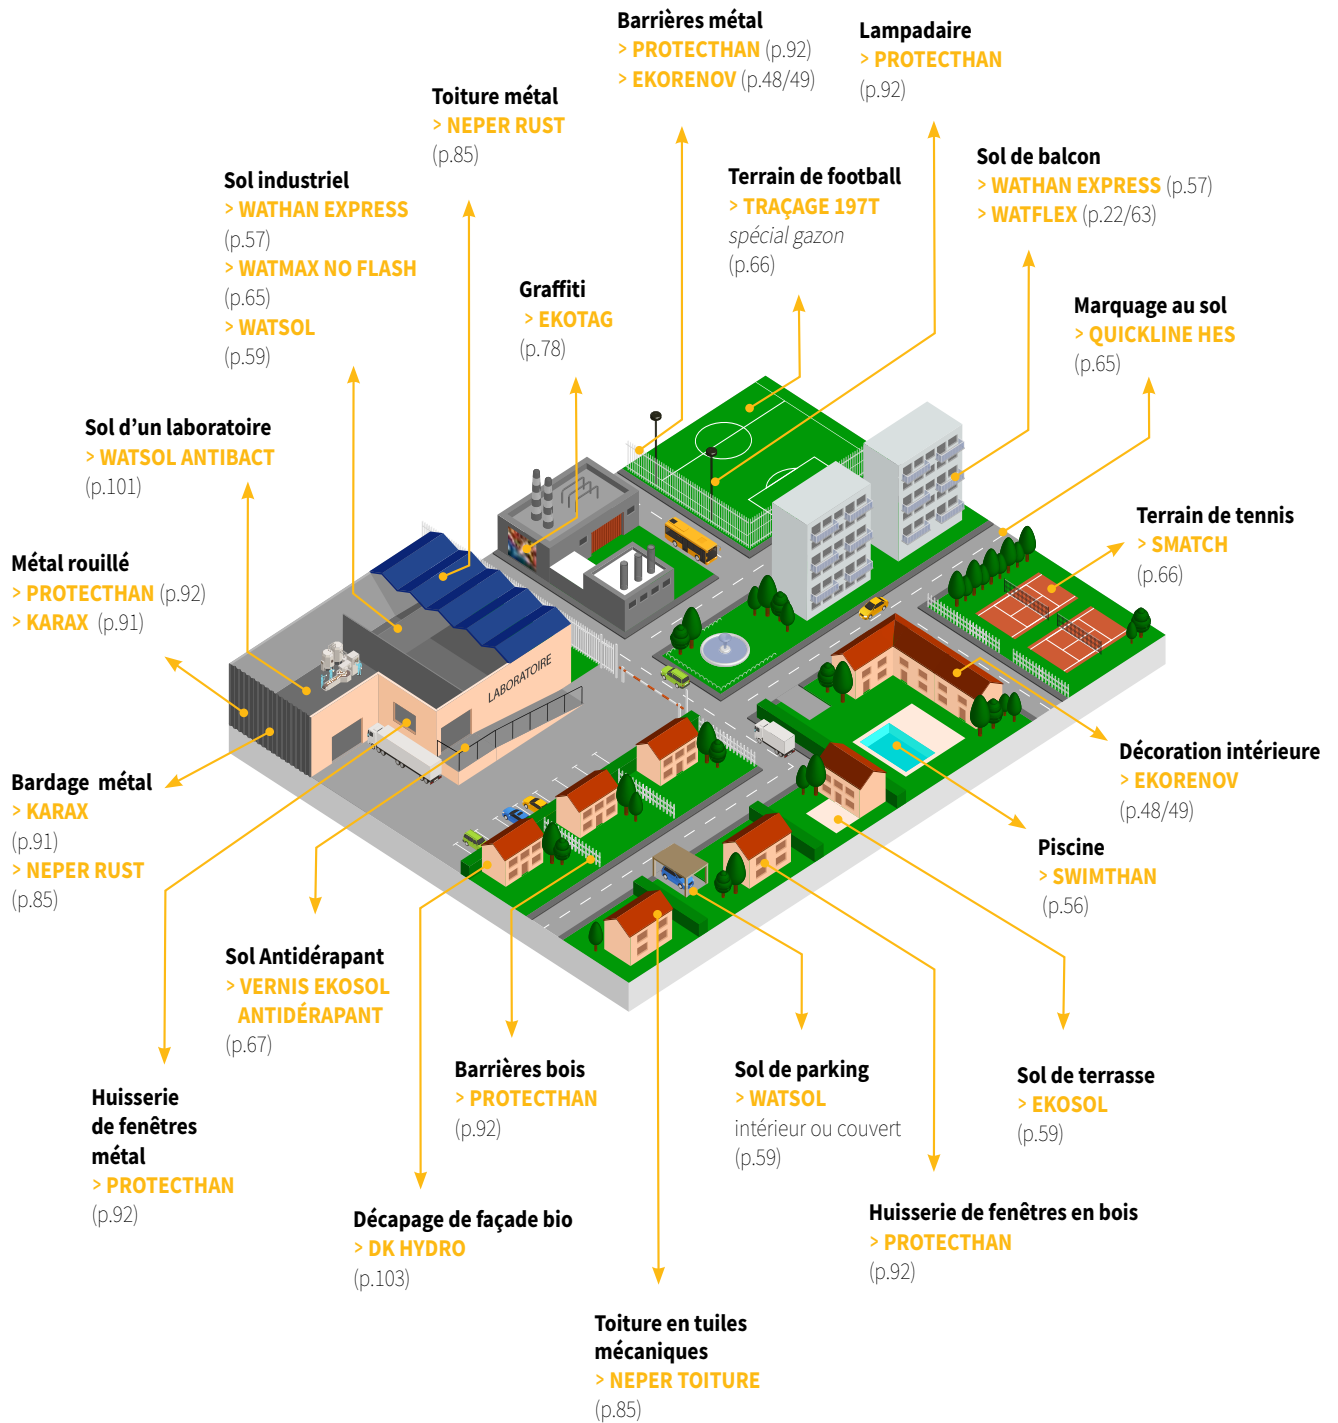 Barrières métal
> PROTECTHAN (p.92)
> EKORENOV (p.48/49)
Lampadaire
> PROTECTHAN
(p.92)
Toiture métal
> NEPER RUST
(p.85)
Sol de balcon
> WATHAN EXPRESS (p.57)
> WATFLEX (p.22/63)
Terrain de football
> TRAÇAGE 197T
spécial gazon
(p.66)
Sol industriel
> WATHAN EXPRESS
(p.57)
> WATMAX NO FLASH
(p.65)
> WATSOL
(p.59)
Graffiti
> EKOTAG
(p.78)
Marquage au sol
> QUICKLINE HES
(p.65)
Sol d'un laboratoire
> WATSOL ANTIBACT
(p.101)
Terrain de tennis
> SMATCH
(p.66)
Métal rouillé
> PROTECTHAN (p.92)
> KARAX (p.91)
LABORATOIRE
Bardage métal
> KARAX
(p.91)
> NEPER RUST
(p.85)
Décoration intérieure
> EKORENOV
(p.48/49)
Piscine
> SWIMTHAN
(p.56)
Sol Antidérapant
> VERNIS EKOSOL
ANTIDÉRAPANT
(p.67)
Barrières bois
> PROTECTHAN
(p.92)
Sol de parking
> WATSOL
intérieur ou couvert
(p.59)
Sol de terrasse
> EKOSOL
(p.59)
Huisserie
de fenêtres
métal
> PROTECTHAN
(p.92)
Décapage de façade bio
> DK HYDRO
(p.103)
Huisserie de fenêtres en bois
> PROTECTHAN
(p.92)
Toiture en tuiles
mécaniques
> NEPER TOITURE
(p.85)